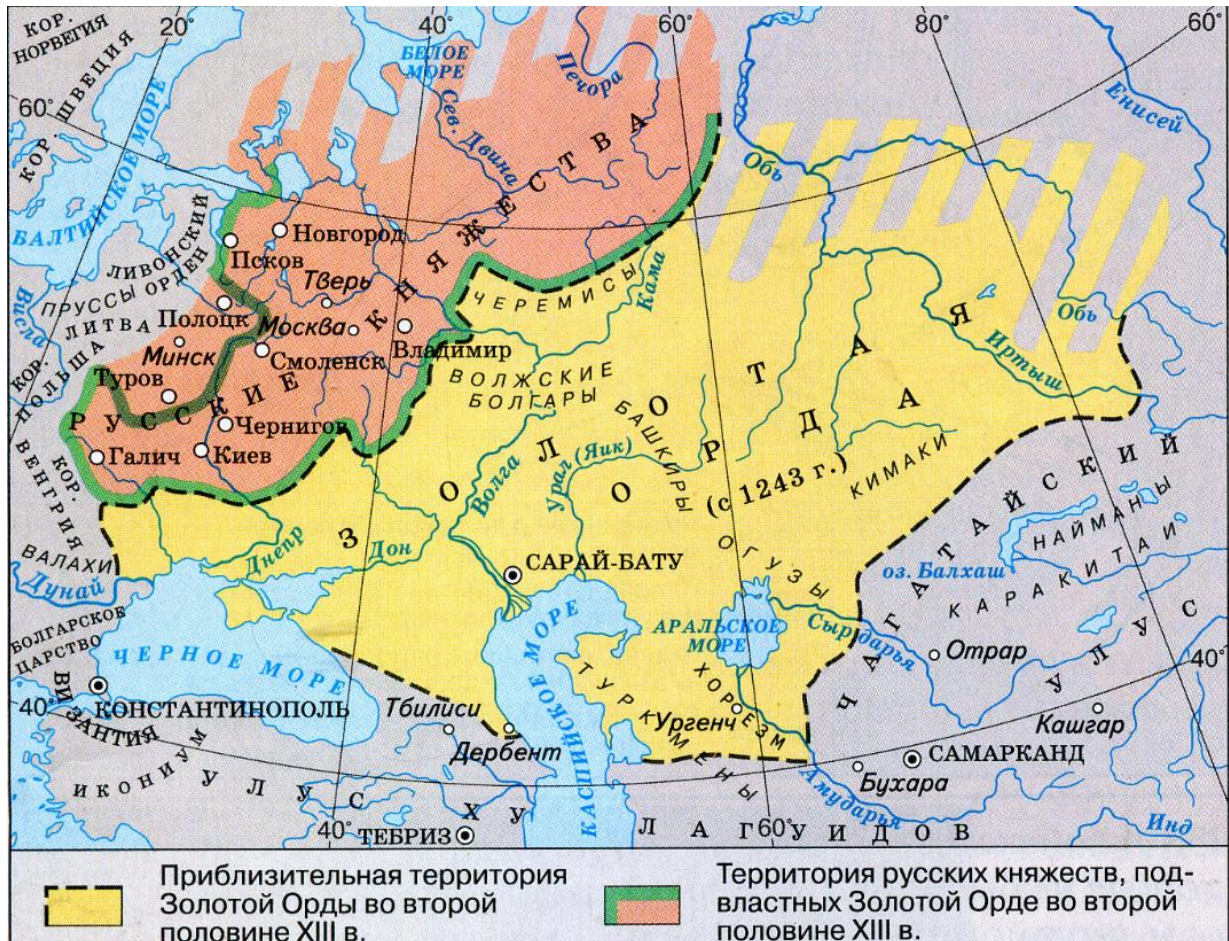 КОР.
НОРВЕГИЯ
20°
40°
60°
80°
60°
КОР. ШВЕЦИЯ
60°
БЕЛОЕ
МОРЕ
Печора
Сев. Двина
Енисей
Обь
БАЛТИЙСКОЕ МОРЕ
РУССКИЕ КНЯЖЕСТВА
Новгород
Псков
ЛИВОНСКИЙ
ОРДЕН
ПРУССЫ
Тверь
ЧЕРЕМИСЫ
Кама
Обь
Висла
ЛИТВА
Полоцк
Москва
Иртыш
КОР.
ПОЛЬША
Минск
Смоленск
Владимир
Туров
ВОЛЖСКИЕ
БОЛГАРЫ
БАШКИРЫ
ЗОЛОТАЯ
ОРДА
(с 1243 г.)
Чернигов
Галич
Киев
Волга
Урал (Яик)
КИМАКИ
КОР.
ВЕНГРИЯ
ЧАГАТАЙСКИЙ
УЛУС
НАЙМАНЫ
ВАЛАХИ
Днепр
Дон
САРАЙ-БАТУ
ОГУЗЫ
оз. Балхаш
КАРАКИТАИ
Дунай
БОЛГАРСКОЕ
ЦАРСТВО
ЧЕРНОЕ МОРЕ
АРАЛЬСКОЕ
МОРЕ
Сырдарья
Отрар
40°
40°
КОНСТАНТИНОПОЛЬ
ВИЗАНТИЯ
Тбилиси
КАСПИЙСКОЕ МОРЕ
ТУРКМЕНЫ
ХОРЕЗМ
Ургенч
Кашгар
Дербент
САМАРКАНД
ИКОНИУМ
Бухара
УЛУС ХУЛАГУИДОВ
Амударья
40°
ТЕБРИЗ
60°
Инд
Приблизительная территория
Золотой Орды во второй
половине XIII в.
Территория русских княжеств, под-
властных Золотой Орде во второй
половине XIII в.